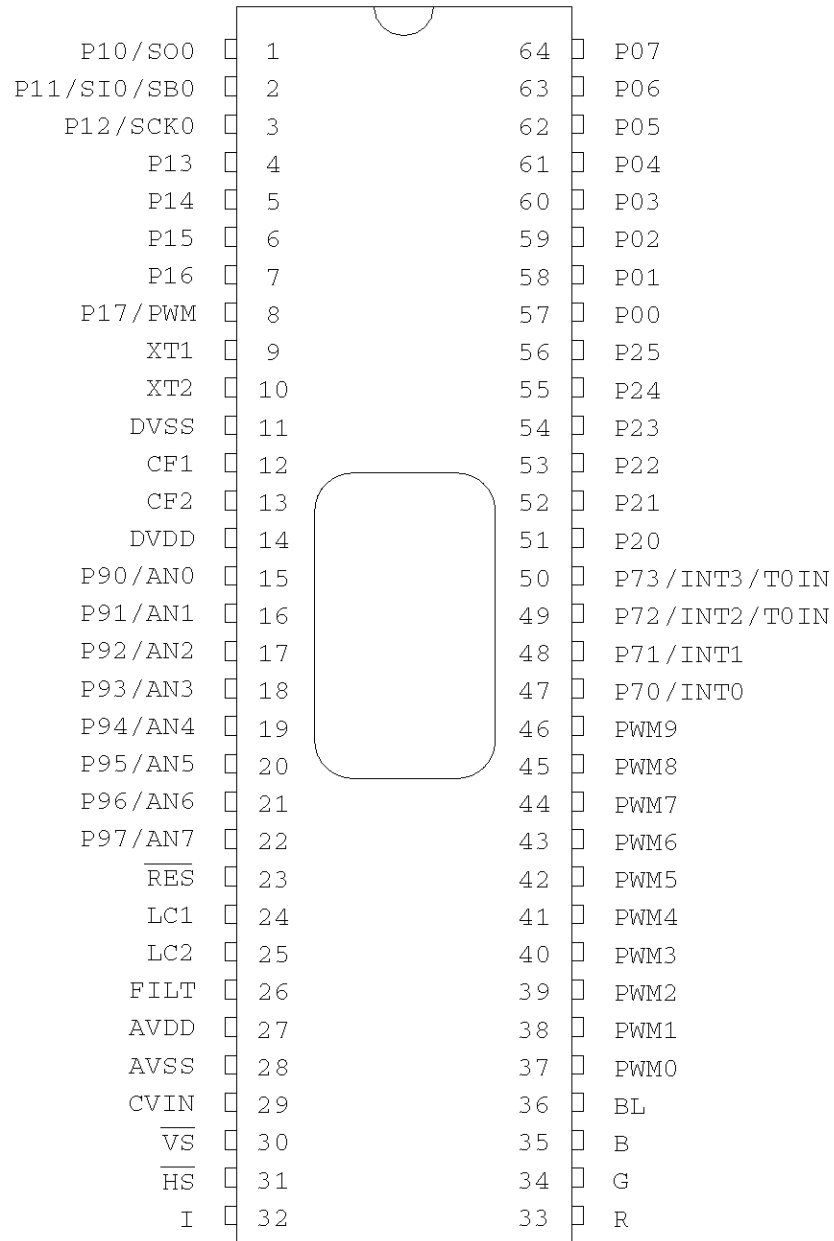 P10/SO0 1 64 P07
P11/SI0/SB0 2 63 P06
P12/SCK0 3 62 P05
P13 4 61 P04
P14 5 60 P03
P15 6 59 P02
P16 7 58 P01
P17/PWM 8 57 P00
XT1 9 56 P25
XT2 10 55 P24
DVSS 11 54 P23
CF1 12 53 P22
CF2 13 52 P21
DVDD 14 51 P20
P90/AN0 15 50 P73/INT3/T0IN
P91/AN1 16 49 P72/INT2/T0IN
P92/AN2 17 48 P71/INT1
P93/AN3 18 47 P70/INT0
P94/AN4 19 46 PWM9
P95/AN5 20 45 PWM8
P96/AN6 21 44 PWM7
P97/AN7 22 43 PWM6
RES 23 42 PWM5
LC1 24 41 PWM4
LC2 25 40 PWM3
FILT 26 39 PWM2
AVDD 27 38 PWM1
AVSS 28 37 PWM0
CVIN 29 36 BL
VS 30 35 B
HS 31 34 G
I 32 33 R